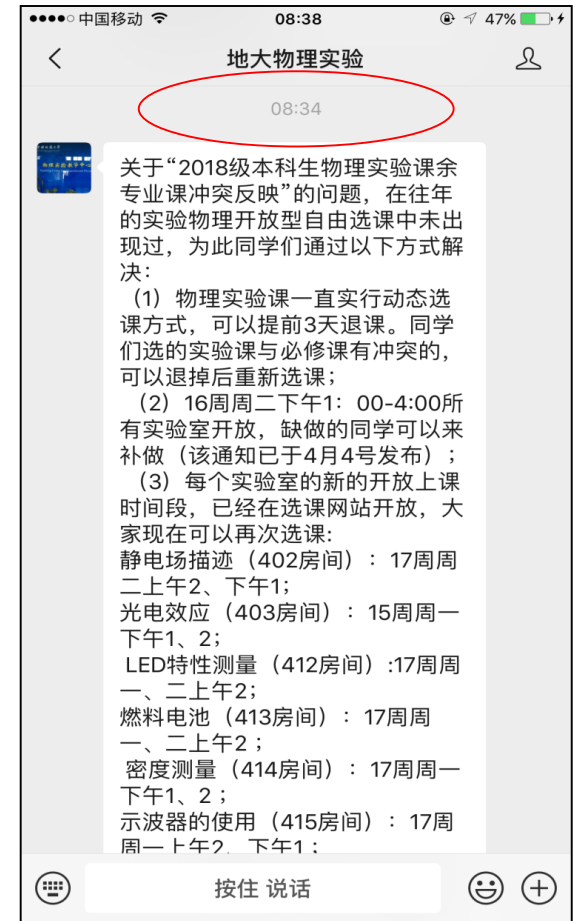 中国移动 08:38 47%
地大物理实验
08:34
关于“2018级本科生物理实验课余
专业课冲突反映”的问题，在往年
的实验物理开放型自由选课中未出
现过，为此同学们通过以下方式解
决：
（1）物理实验课一直实行动态选
课方式，可以提前3天退课。同学
们选的实验课与必修课有冲突的，
可以退掉后重新选课；
（2）16周周二下午1：00-4:00所
有实验室开放，缺做的同学可以来
补做（该通知已于4月4号发布）；
（3）每个实验室的新的开放上课
时间段，已经在选课网站开放，大
家现在可以再次选课:
静电场描迹（402房间）：17周周
二上午2、下午1；
光电效应（403房间）：15周周一
下午1、2；
LED特性测量（412房间）:17周周
一、二上午2；
燃料电池（413房间）：17周周
一、二上午2；
密度测量（414房间）：17周周一
下午1、2；
示波器的使用（415房间）：17周
周一上午2、下午1；
按住 说话